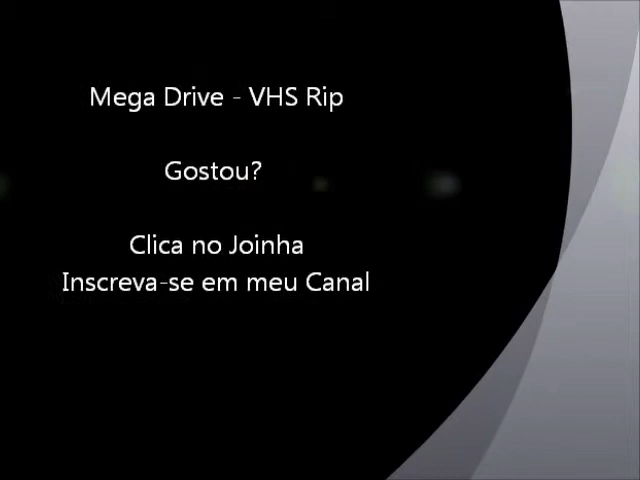 Mega Drive - VHS Rip
Gostou?
Clica no Joinha
Inscreva-se em meu Canal